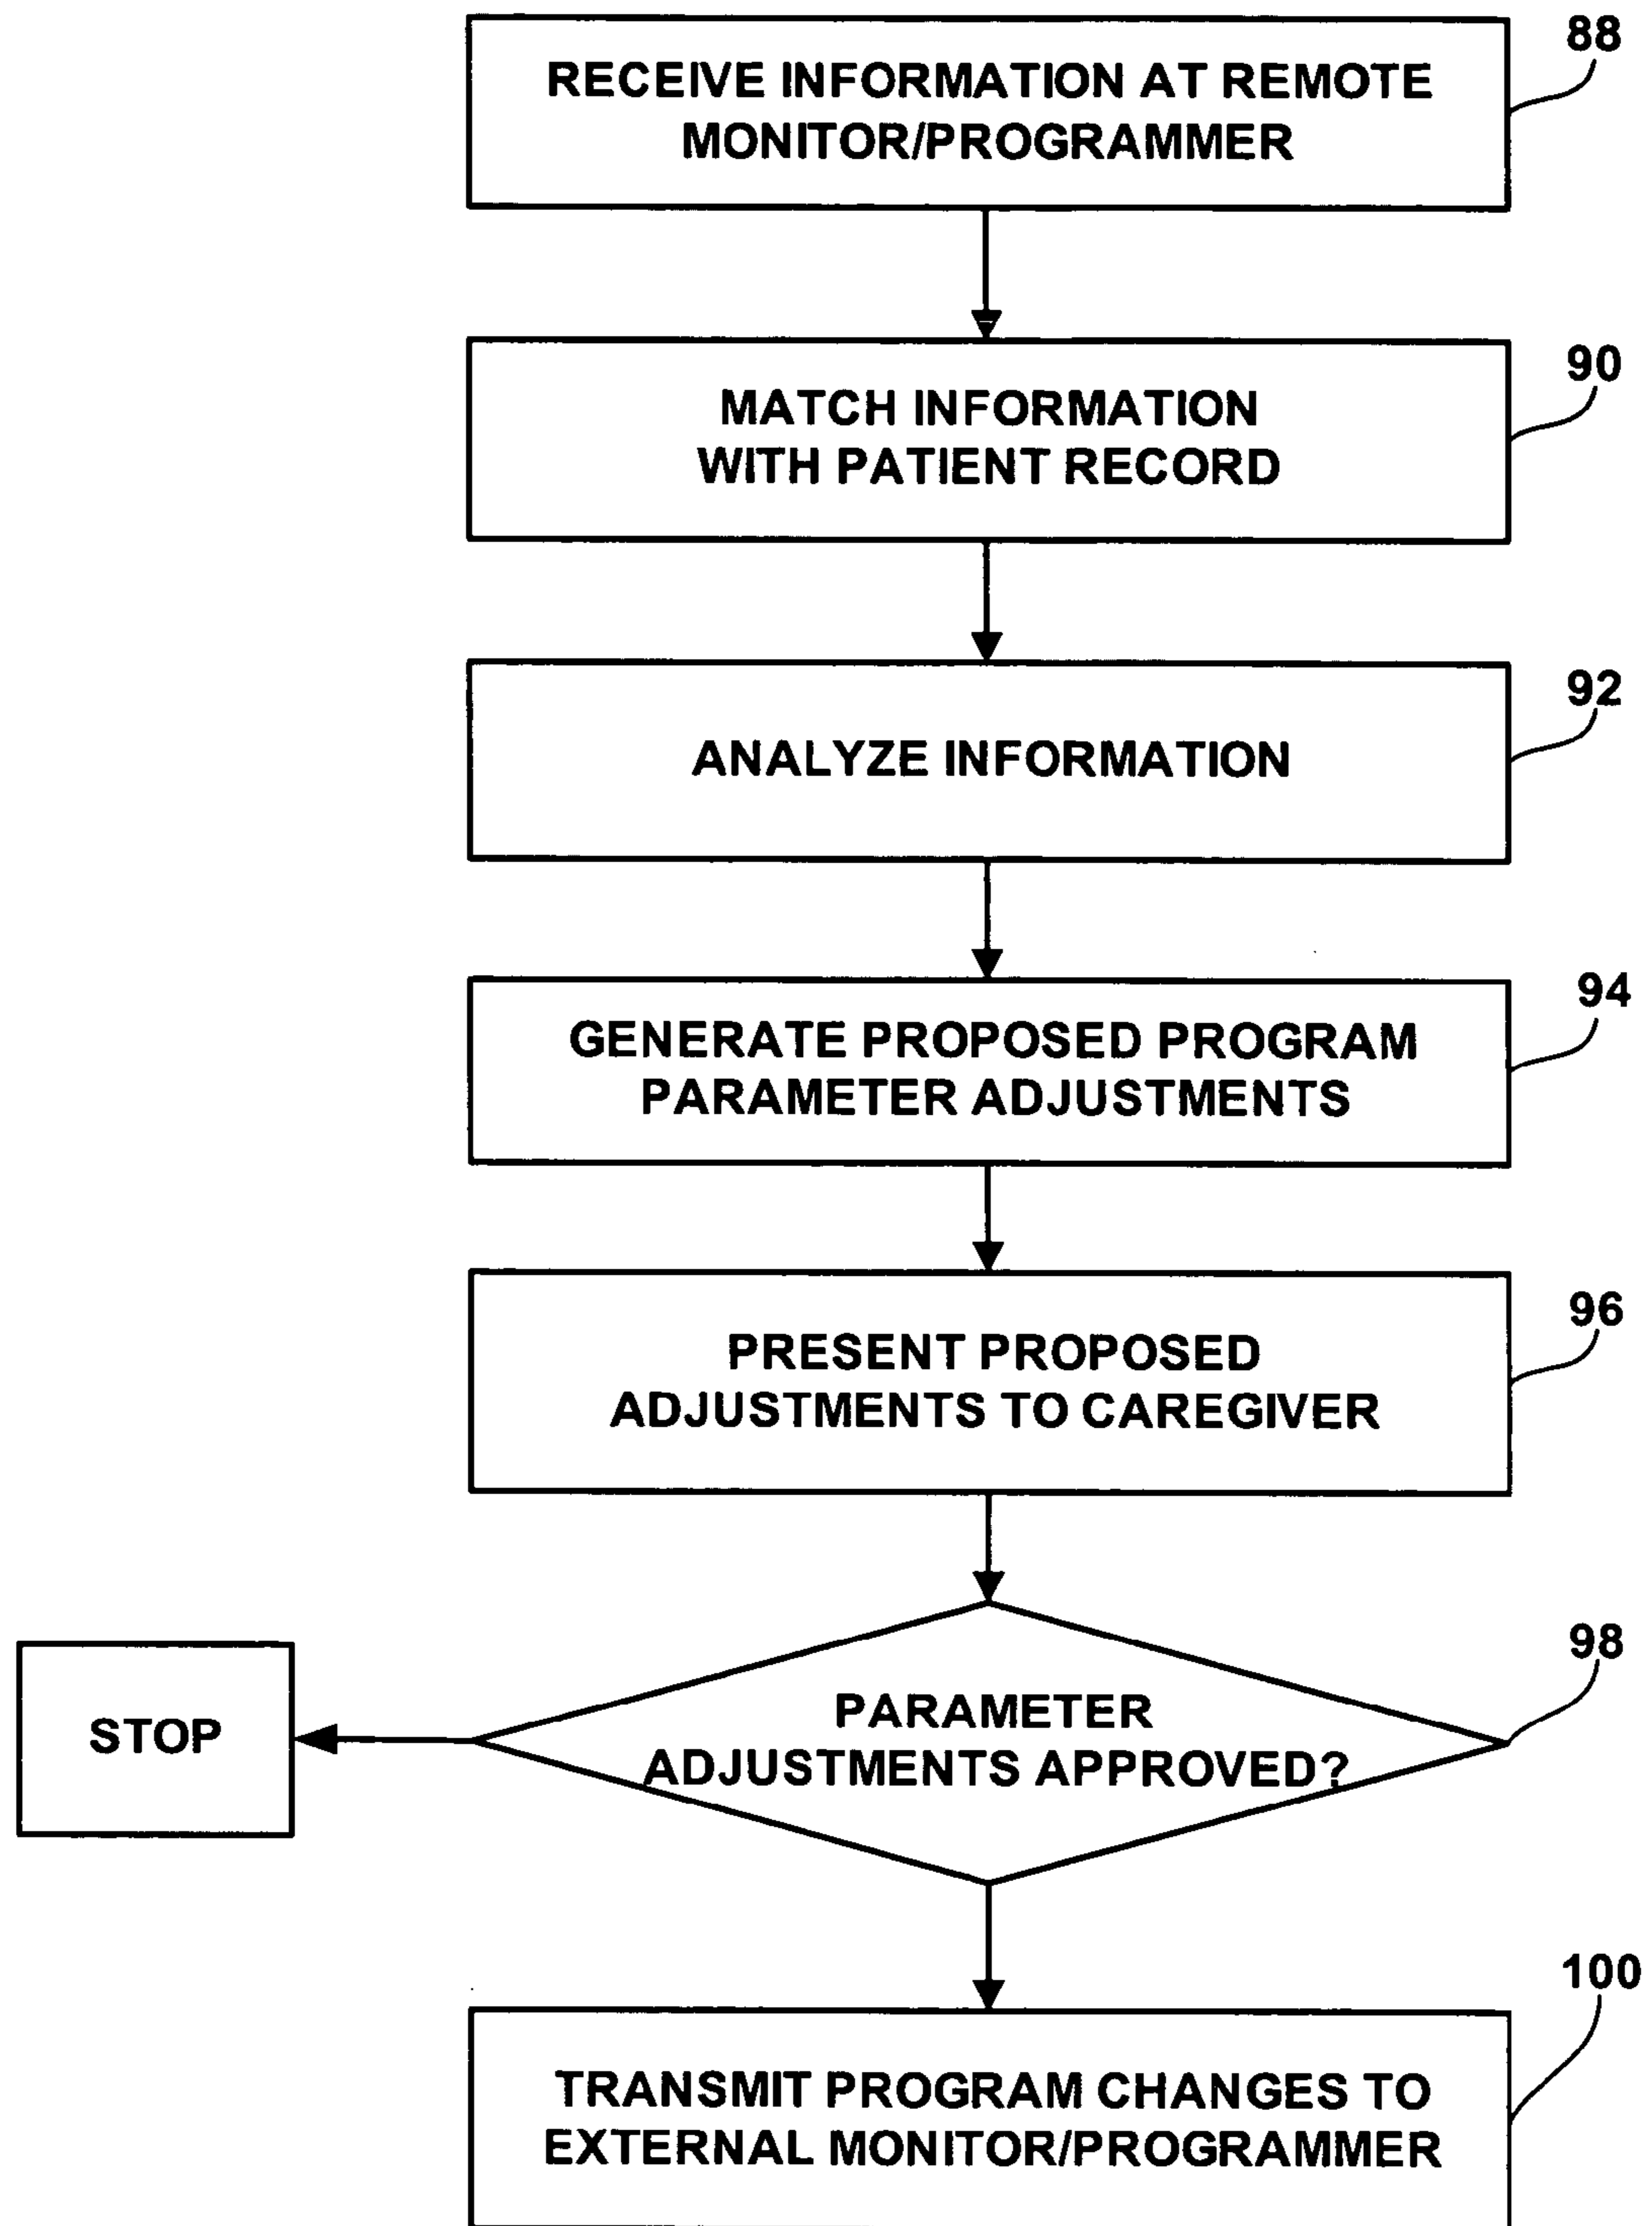 88
RECEIVE INFORMATION AT REMOTE
MONITOR/PROGRAMMER
90
MATCH INFORMATION
WITH PATIENT RECORD
92
ANALYZE INFORMATION
94
GENERATE PROPOSED PROGRAM
PARAMETER ADJUSTMENTS
96
PRESENT PROPOSED
ADJUSTMENTS TO CAREGIVER
98
STOP
PARAMETER
ADJUSTMENTS APPROVED?
100
TRANSMIT PROGRAM CHANGES TO
EXTERNAL MONITOR/PROGRAMMER